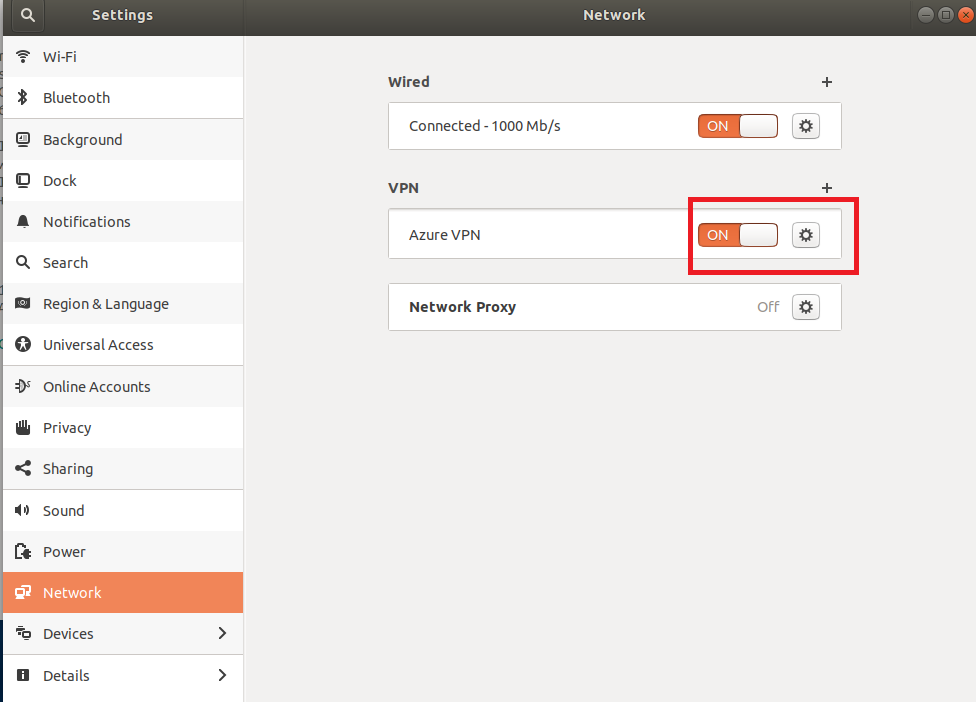 Settings
Network
Wi-Fi
Bluetooth
Background
Dock
Notifications
Search
Region & Language
Universal Access
Online Accounts
Privacy
Sharing
Sound
Power
Network
Devices
Details
Wired
Connected - 1000 Mb/s ON
VPN
Azure VPN ON
Network Proxy Off